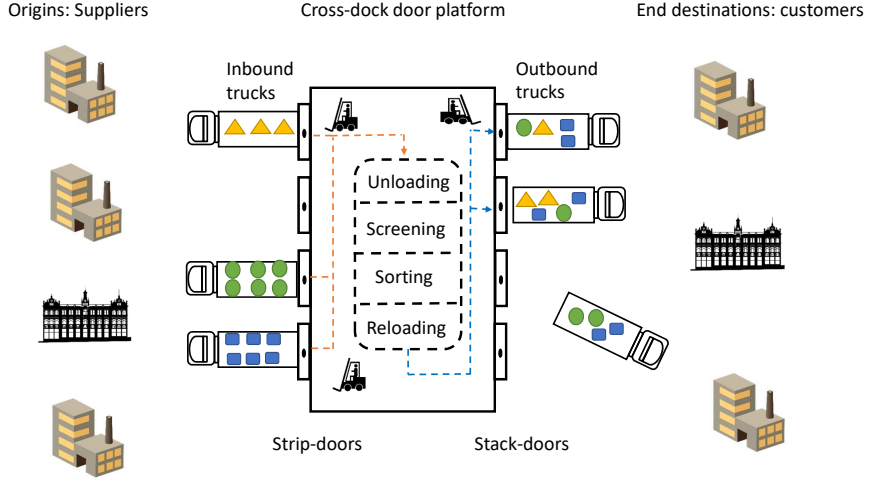 Origins: Suppliers
Cross-dock door platform
End destinations: customers
Inbound
trucks
Outbound
trucks
Unloading
Screening
Sorting
Reloading
Strip-doors
Stack-doors